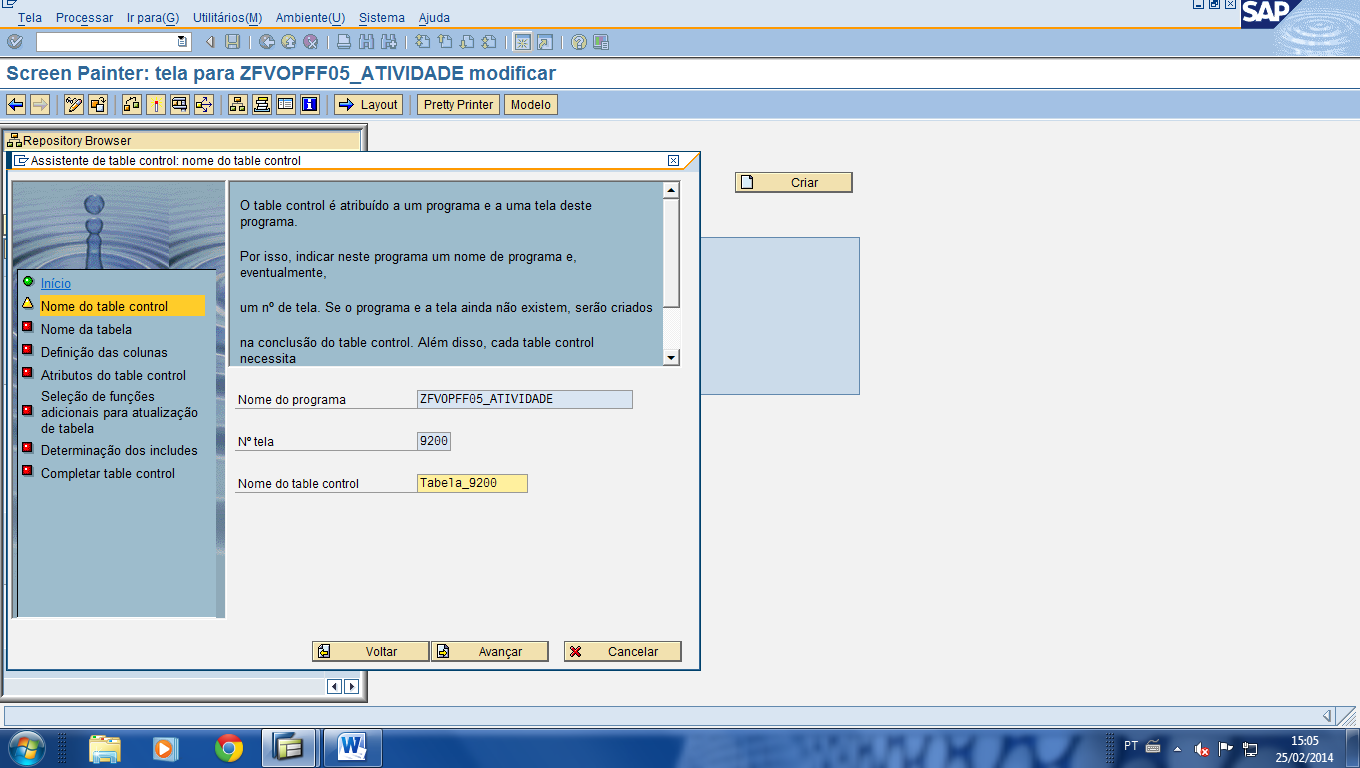 Tela Processar Ir para(G) Utilitários(M) Ambiente(U) Sistema Ajuda
SAP
Screen Painter: tela para ZFVOPFF05_ATIVIDADE modificar
Layout Pretty Printer Modelo
Repository Browser
Assistente de table control: nome do table control
Criar
O table control é atribuído a um programa e a uma tela deste
programa.
Por isso, indicar neste programa um nome de programa e,
eventualmente,
um nº de tela. Se o programa e a tela ainda não existem, serão criados
na conclusão do table control. Além disso, cada table control
necessita
Início
Nome do table control
Nome da tabela
Definição das colunas
Atributos do table control
Seleção de funções
adicionais para atualização
de tabela
Determinação dos includes
Completar table control
Nome do programa ZFVOPFF05_ATIVIDADE
Nº tela 9200
Nome do table control Tabela_9200
Voltar Avançar Cancelar
PT
15:05
25/02/2014